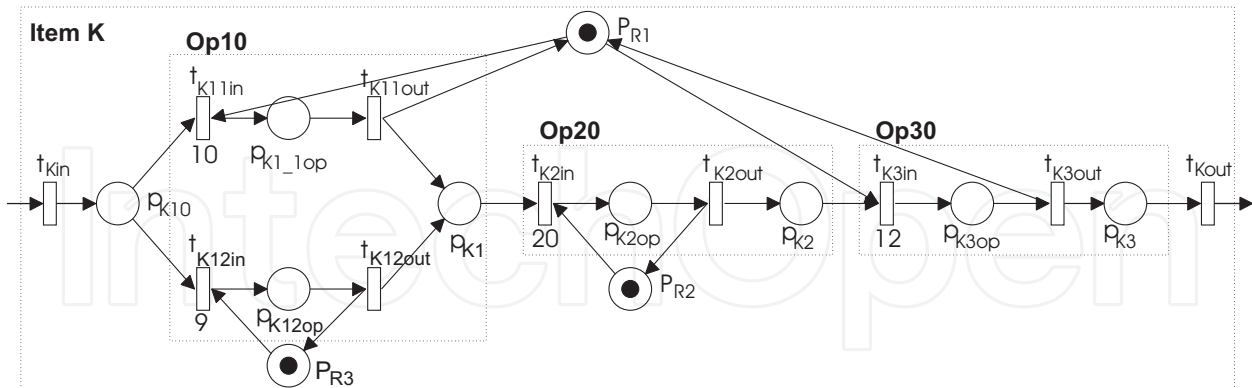 Item K
Op10
P_R1
t_K11in
t_K11out
10
p_K1_1op
Op20
Op30
t_Kin
t_K2in
t_K2out
t_K3in
t_K3out
t_Kout
p_K10
p_K1
20
p_K2op
p_K2
12
p_K3op
p_K3
t_K12in
t_K12out
9
p_K12op
P_R2
P_R3
IntechOpen